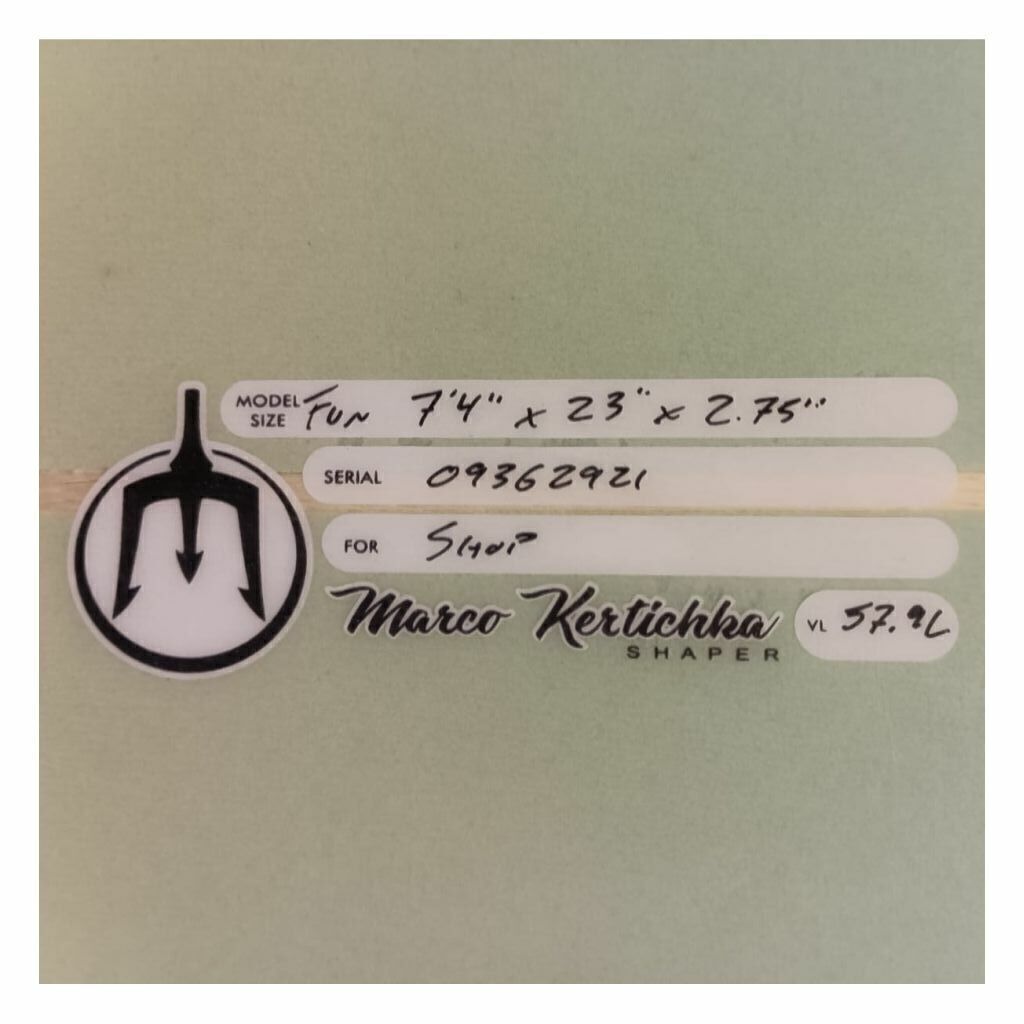 MODEL SIZE Fun 7'4" x 23" x 2.75"
SERIAL 09362921
FOR SHOP
Marco Kertichka
SHAPER
VL 57.9L